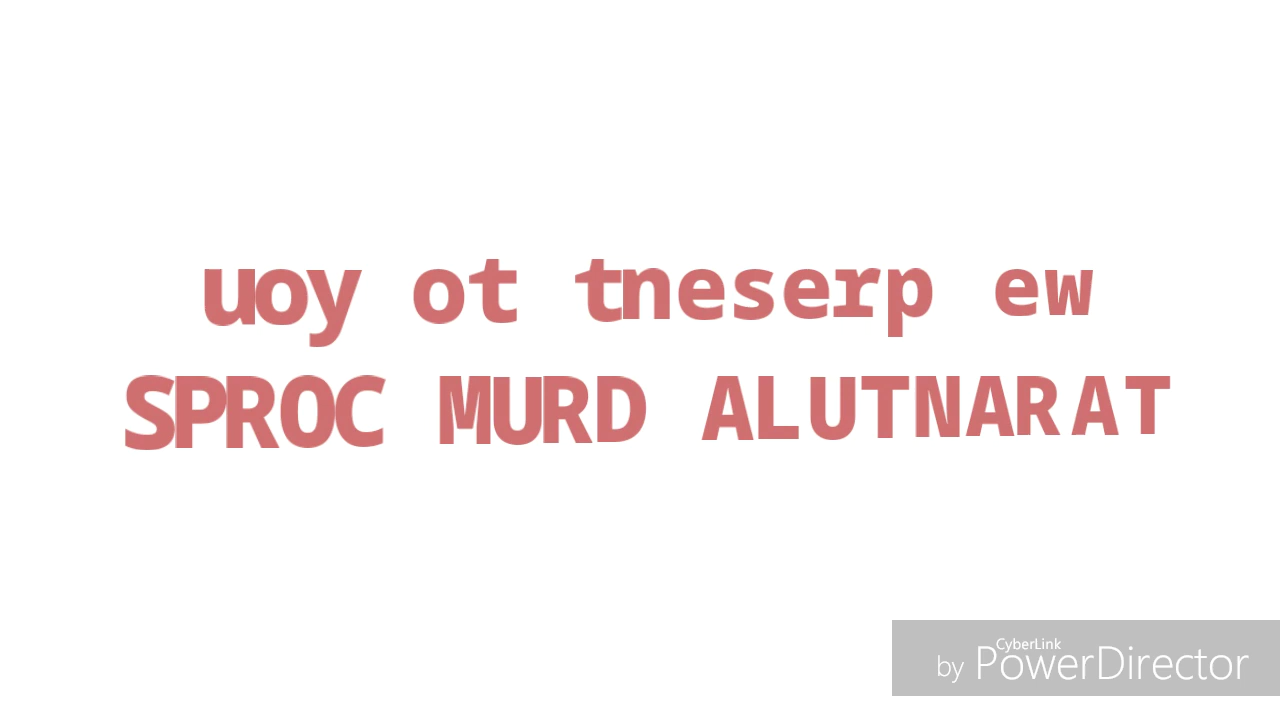 uoy ot tneserp ew
SPROC MURD ALUTNARAT
CyberLink
by PowerDirector